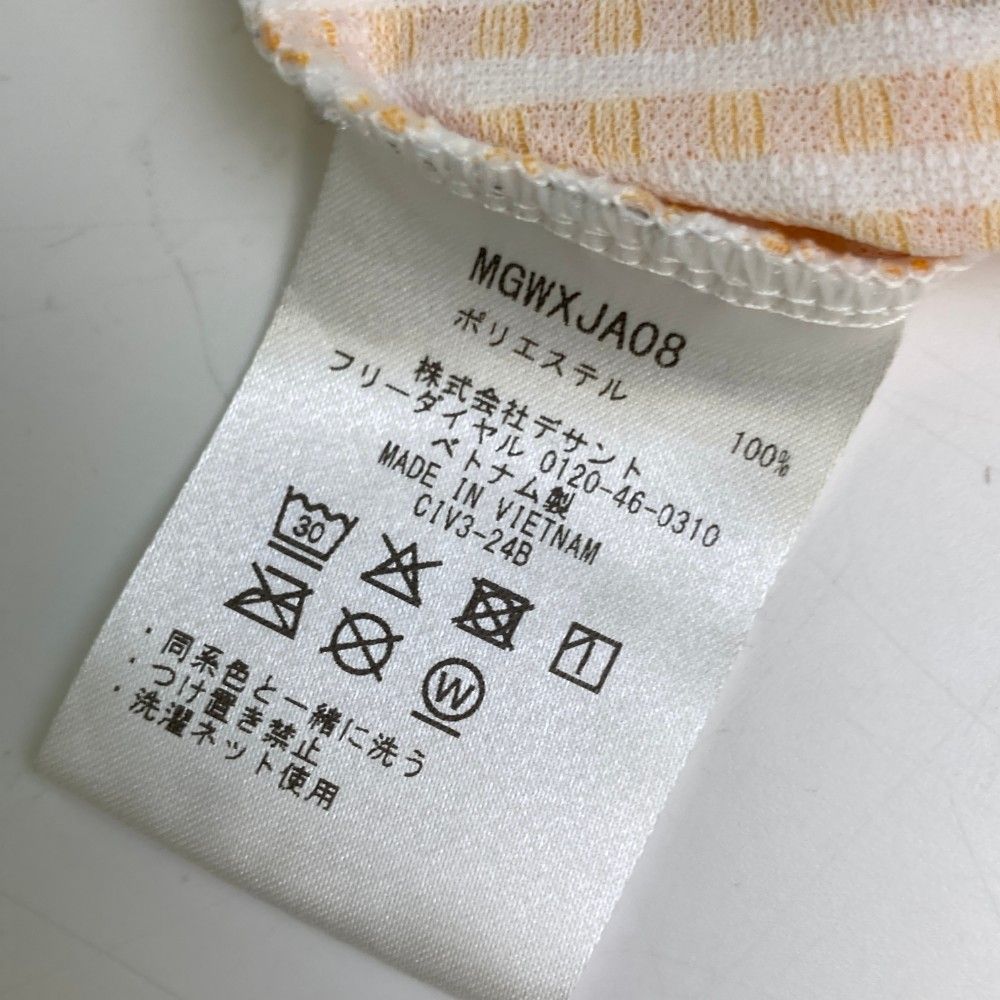 MGWXJA08
ポリエステル 100%
株式会社デサント
フリーダイヤル 0120-46-0310
ベトナム製
MADE IN VIETNAM
CIV3-24B
30
W
・同系色と一緒に洗う
・つけ置き禁止
・洗濯ネット使用